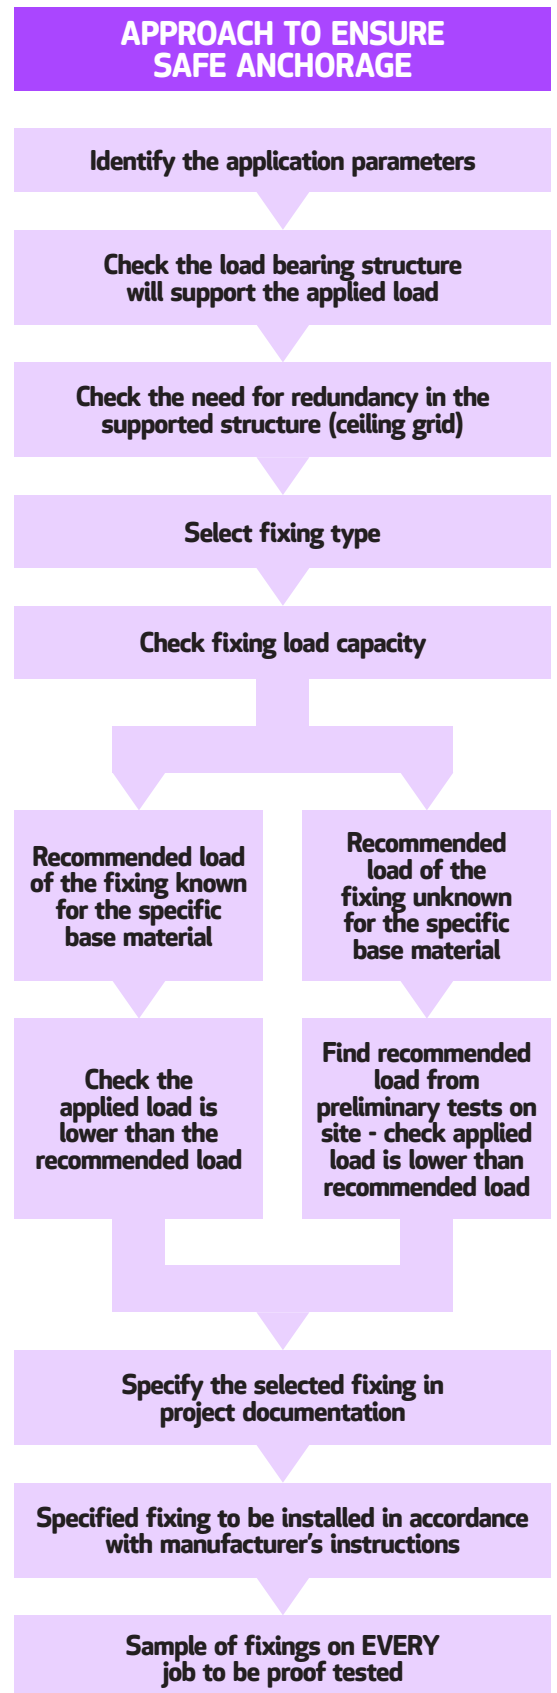 APPROACH TO ENSURE
SAFE ANCHORAGE
Identify the application parameters
Check the load bearing structure
will support the applied load
Check the need for redundancy in the
supported structure (ceiling grid)
Select fixing type
Check fixing load capacity
Recommended load
of the fixing known
for the specific
base material
Recommended
load of the
fixing unknown
for the specific
base material
Check the
applied load is
lower than the
recommended load
Find recommended
load from
preliminary tests on
site - check applied
load is lower than
recommended load
Specify the selected fixing in
project documentation
Specified fixing to be installed in accordance
with manufacturer’s instructions
Sample of fixings on EVERY
job to be proof tested